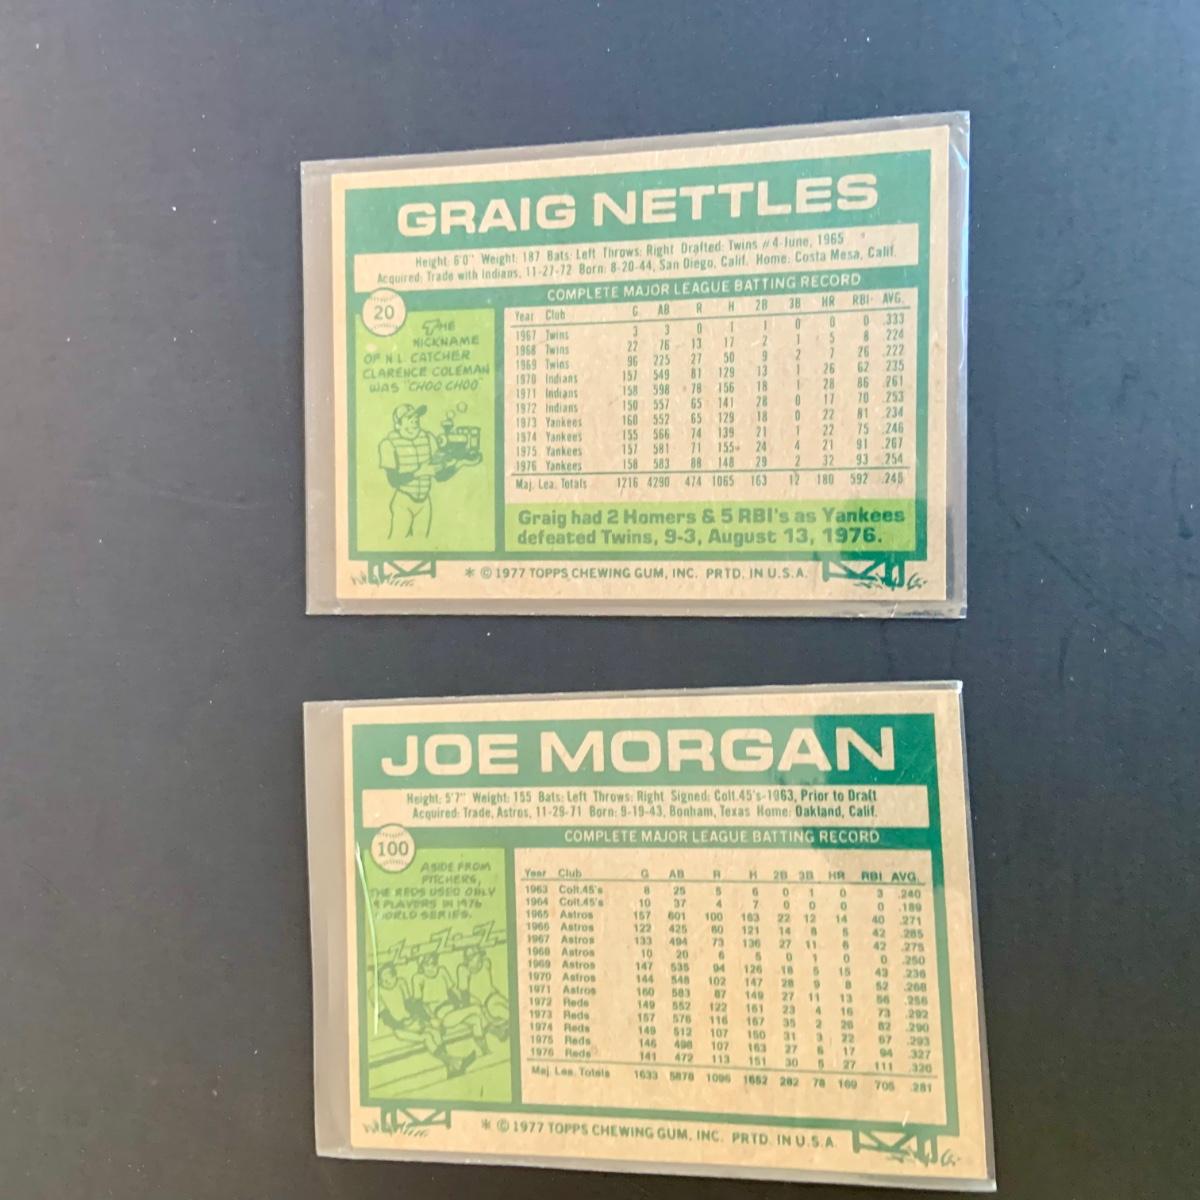 GRAIG NETTLES
Height: 6'0" Weight: 187 Bats: Left Throws: Right Drafted: Twins #4-June, 1965
Acquired: Trade with Indians, 11-27-72 Born: 8-20-44, San Diego, Calif. Home: Costa Mesa, Calif.
COMPLETE MAJOR LEAGUE BATTING RECORD
20
THE
NICKNAME
OF N.L. CATCHER
CLARENCE COLEMAN
WAS "CHOO CHOO"
Year Club G AB R H 2B 3B HR RBI AVG.
1967 Twins 3 3 0 1 1 0 0 0 .333
1968 Twins 22 76 13 17 2 1 5 8 .224
1969 Twins 96 225 27 50 9 2 7 26 .222
1970 Indians 157 549 81 129 13 1 26 62 .235
1971 Indians 158 598 78 156 18 1 28 86 .261
1972 Indians 150 557 65 141 28 0 17 70 .253
1973 Yankees 160 552 65 129 18 0 22 81 .234
1974 Yankees 155 566 74 139 21 1 22 75 .246
1975 Yankees 157 581 71 155 24 4 21 91 .267
1976 Yankees 158 583 88 148 29 2 32 93 .254
Maj. Lea. Totals 1216 4290 474 1065 163 12 180 592 .248
Graig had 2 Homers & 5 RBI's as Yankees
defeated Twins, 9-3, August 13, 1976.
* © 1977 TOPPS CHEWING GUM, INC. PRTD. IN U.S.A.
JOE MORGAN
Height: 5'7" Weight: 155 Bats: Left Throws: Right Signed: Colt.45's-1963, Prior to Draft
Acquired: Trade, Astros, 11-29-71 Born: 9-19-43, Bonham, Texas Home: Oakland, Calif.
COMPLETE MAJOR LEAGUE BATTING RECORD
100
ASIDE FROM
PITCHERS,
THE REDS USED ONLY
PLAYERS IN 1976
WORLD SERIES.
Z-Z-Z-Z
Year Club G AB R H 2B 3B HR RBI AVG.
1963 Colt.45's 8 25 5 6 0 1 0 3 .240
1964 Colt.45's 10 37 4 7 0 0 0 0 .189
1965 Astros 157 601 100 163 22 12 14 40 .271
1966 Astros 122 425 60 121 14 8 5 42 .285
1967 Astros 133 494 73 136 27 11 6 42 .275
1968 Astros 10 20 6 5 0 1 0 0 .250
1969 Astros 147 535 94 126 18 5 15 43 .236
1970 Astros 144 548 102 147 28 9 8 52 .268
1971 Astros 160 583 87 149 27 11 13 56 .256
1972 Reds 149 552 122 161 23 4 16 73 .292
1973 Reds 157 576 116 167 35 2 26 82 .290
1974 Reds 149 512 107 150 31 3 22 67 .293
1975 Reds 146 498 107 163 27 6 17 94 .327
1976 Reds 141 472 113 151 30 5 27 111 .320
Maj. Lea. Totals 1633 5878 1096 1652 282 78 169 705 .281
* © 1977 TOPPS CHEWING GUM, INC. PRTD. IN U.S.A.